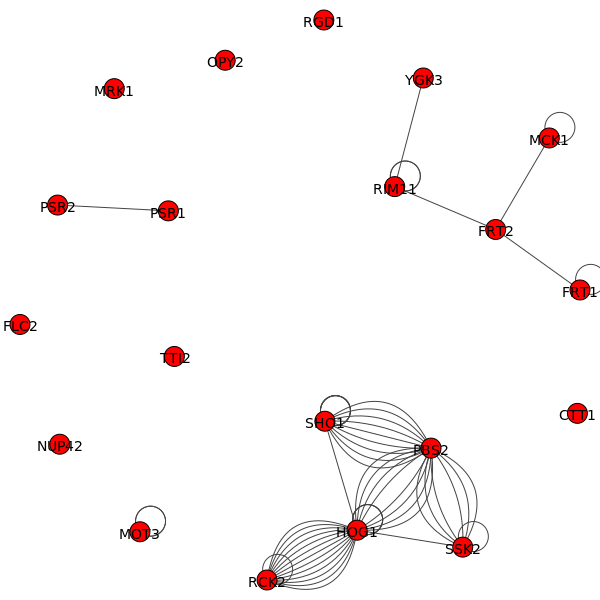 RGD1
OPY2
YGK3
MRK1
MCK1
RIM11
PSR2
PSR1
FRT2
FRT1
FLC2
TTI2
CTT1
SHO1
NUP42
PBS2
MOT3
HOG1
SSK2
RCK2